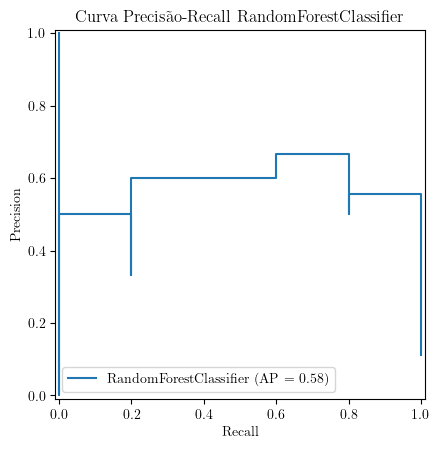 Curva Precisão-Recall RandomForestClassifier
1.0
0.8
0.6
0.4
0.2
0.0
Precision
RandomForestClassifier (AP = 0.58)
0.0 0.2 0.4 0.6 0.8 1.0
Recall